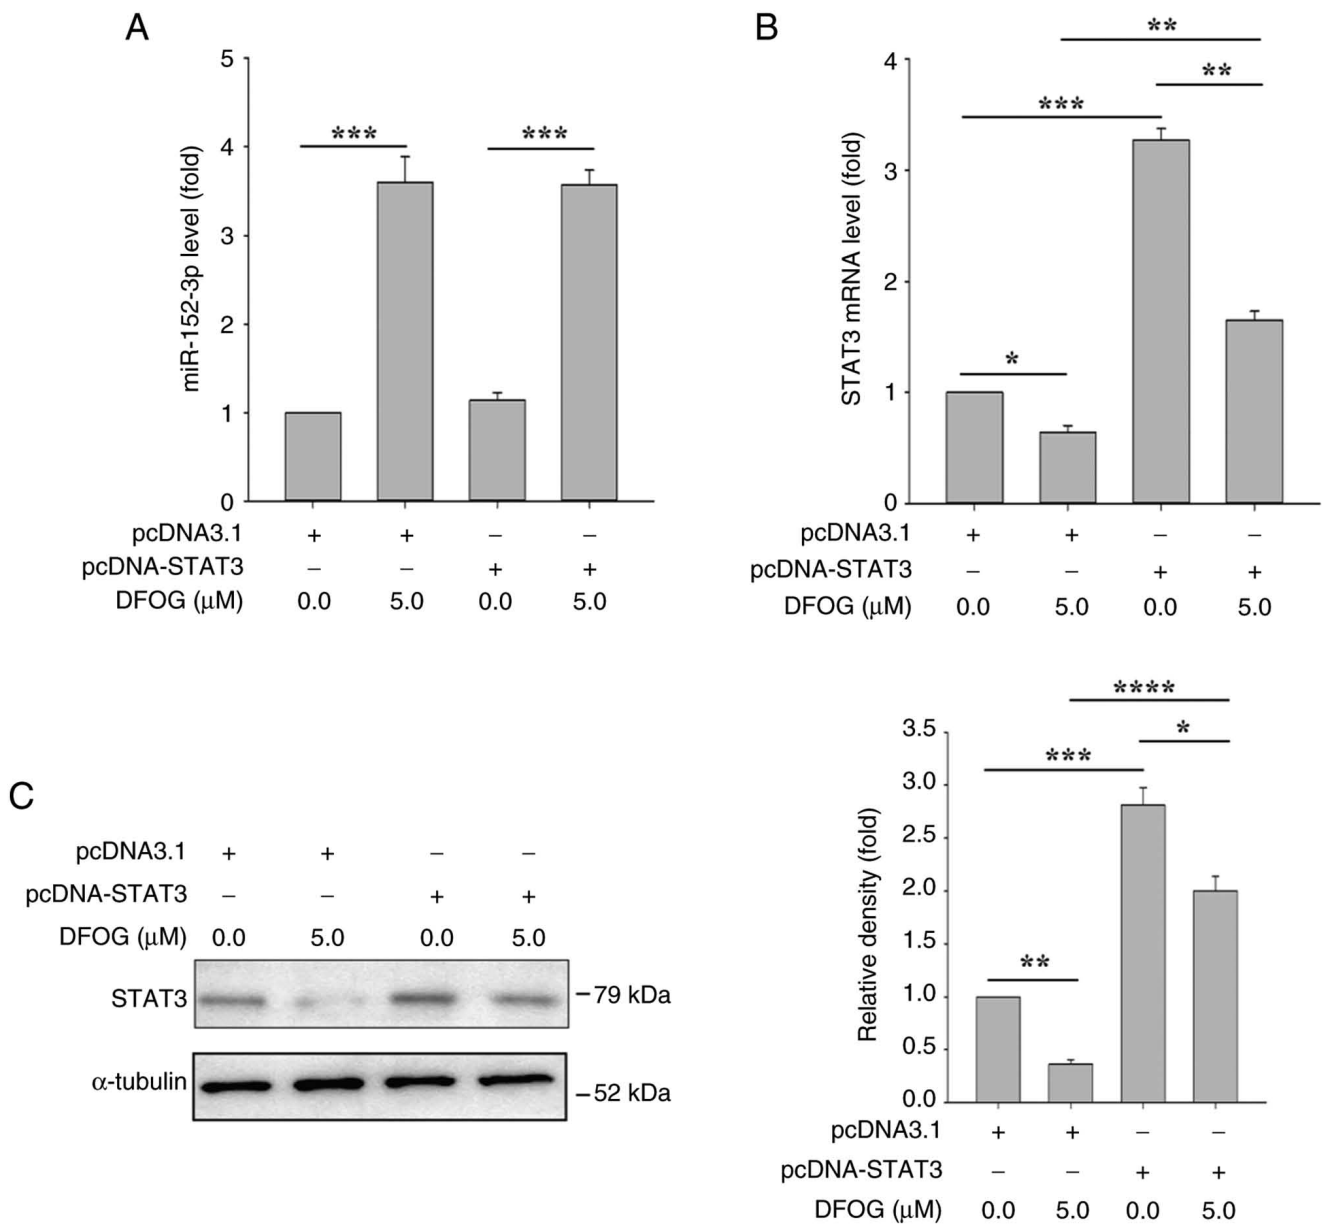 A
miR-152-3p level (fold)
5
4
3
2
1
0
***
***
pcDNA3.1 + + − −
pcDNA-STAT3 − − + +
DFOG (μM) 0.0 5.0 0.0 5.0
B
STAT3 mRNA level (fold)
4
3
2
1
0
**
**
***
*
pcDNA3.1 + + − −
pcDNA-STAT3 − − + +
DFOG (μM) 0.0 5.0 0.0 5.0
C
pcDNA3.1 + + − −
pcDNA-STAT3 − − + +
DFOG (μM) 0.0 5.0 0.0 5.0
STAT3 −79 kDa
α-tubulin −52 kDa
Relative density (fold)
3.5
3.0
2.5
2.0
1.5
1.0
0.5
0.0
****
*
***
**
pcDNA3.1 + + − −
pcDNA-STAT3 − − + +
DFOG (μM) 0.0 5.0 0.0 5.0